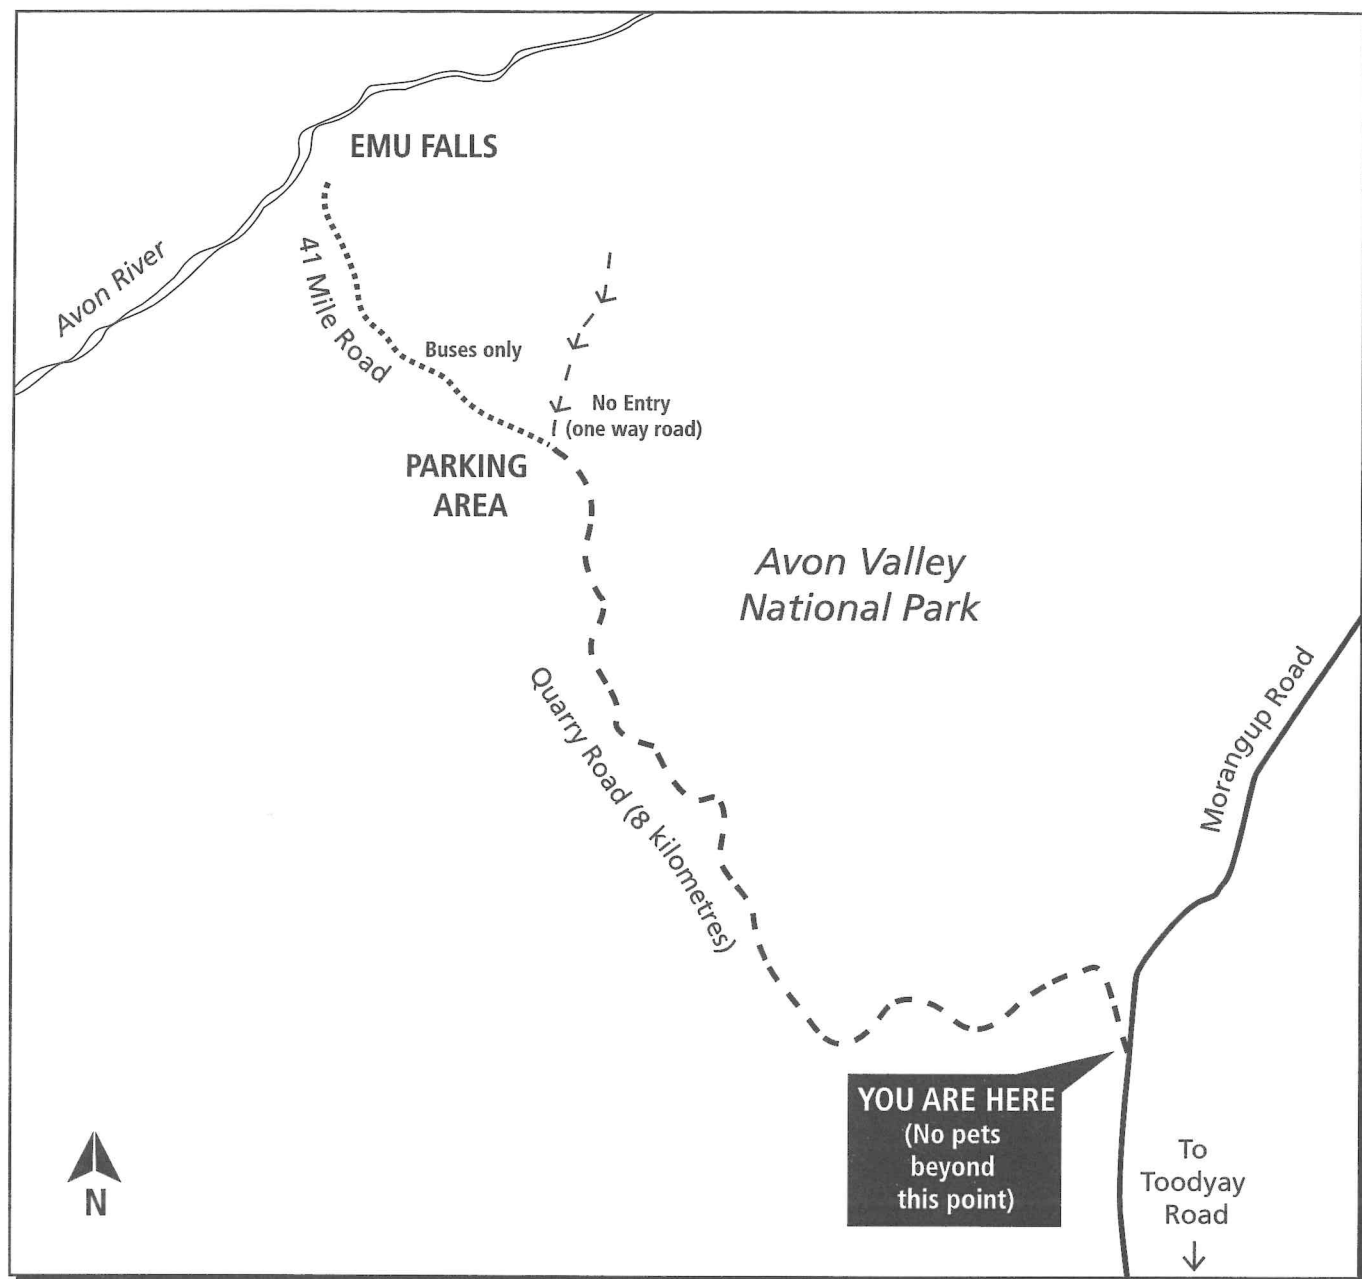 EMU FALLS
Avon River
41 Mile Road
Buses only
No Entry
(one way road)
PARKING
AREA
Avon Valley
National Park
Quarry Road (8 kilometres)
Morangup Road
YOU ARE HERE
(No pets
beyond
this point)
To
Toodyay
Road
N